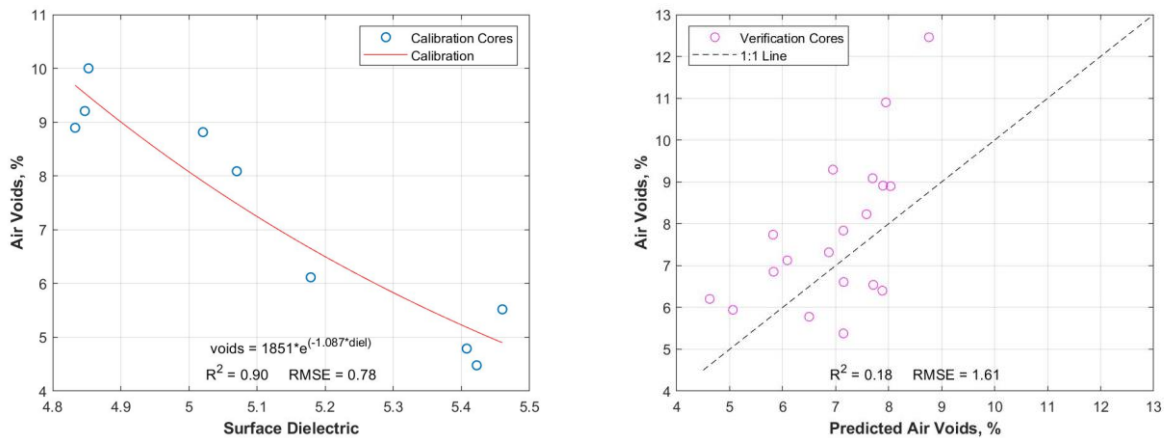 11
10
9
8
7
6
5
4
Air Voids, %
Calibration Cores
Calibration
voids = 1851*e^(-1.087*diel)
R² = 0.90 RMSE = 0.78
4.8 4.9 5 5.1 5.2 5.3 5.4 5.5
Surface Dielectric
13
12
11
10
9
8
7
6
5
4
Air Voids, %
Verification Cores
1:1 Line
R² = 0.18 RMSE = 1.61
4 5 6 7 8 9 10 11 12 13
Predicted Air Voids, %